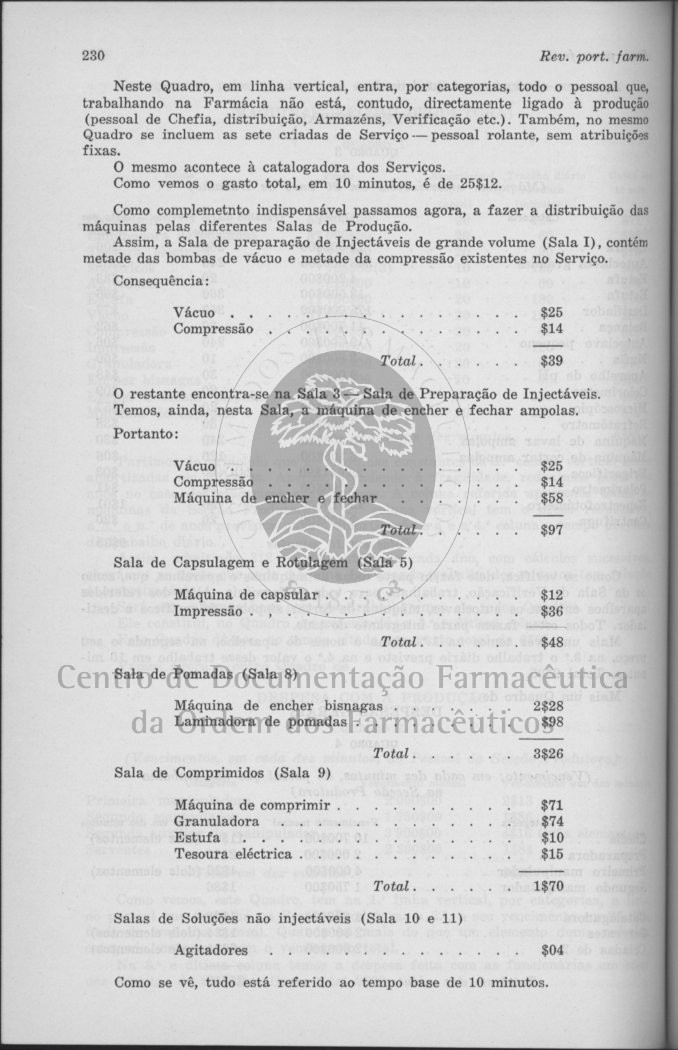 230
Rev. port. farm.
Neste Quadro, em linha vertical, entra, por categorias, todo o pessoal que,
trabalhando na Farmácia não está, contudo, directamente ligado à produção
(pessoal de Chefia, distribuição, Armazéns, Verificação etc.). Também, no mesmo
Quadro se incluem as sete criadas de Serviço — pessoal rolante, sem atribuições
fixas.
O mesmo acontece à catalogadora dos Serviços.
Como vemos o gasto total, em 10 minutos, é de 25$12.
Como complemetnto indispensável passamos agora, a fazer a distribuição das
máquinas pelas diferentes Salas de Produção.
Assim, a Sala de preparação de Injectáveis de grande volume (Sala I), contém
metade das bombas de vácuo e metade da compressão existentes no Serviço.
Consequência:
Vácuo . . . . . . . . . . . . . . . . $25
Compressão . . . . . . . . . . . . . . $14
Total . . . . . . $39
O restante encontra-se na Sala 3 — Sala de Preparação de Injectáveis.
Temos, ainda, nesta Sala, a máquina de encher e fechar ampolas.
Portanto:
Vácuo . . . . . . . . . . . . . . . . $25
Compressão . . . . . . . . . . . . . . $14
Máquina de encher e fechar . . . . . . . . $58
Total . . . . . . $97
Sala de Capsulagem e Rotulagem (Sala 5)
Máquina de capsular . . . . . . . . . . . $12
Impressão . . . . . . . . . . . . . . . $36
Total . . . . . . $48
Sala de Pomadas (Sala 8)
Centro de Documentação Farmacêutica
Máquina de encher bisnagas . . . . . . . 2$28
da Ordem dos Farmacêuticos
Laminadora de pomadas . . . . . . . . . $98
Total . . . . . . 3$26
Sala de Comprimidos (Sala 9)
Máquina de comprimir . . . . . . . . . . $71
Granuladora . . . . . . . . . . . . . $74
Estufa . . . . . . . . . . . . . . . $10
Tesoura eléctrica . . . . . . . . . . . . $15
Total . . . . . . 1$70
Salas de Soluções não injectáveis (Sala 10 e 11)
Agitadores . . . . . . . . . . . . . . $04
Como se vê, tudo está referido ao tempo base de 10 minutos.